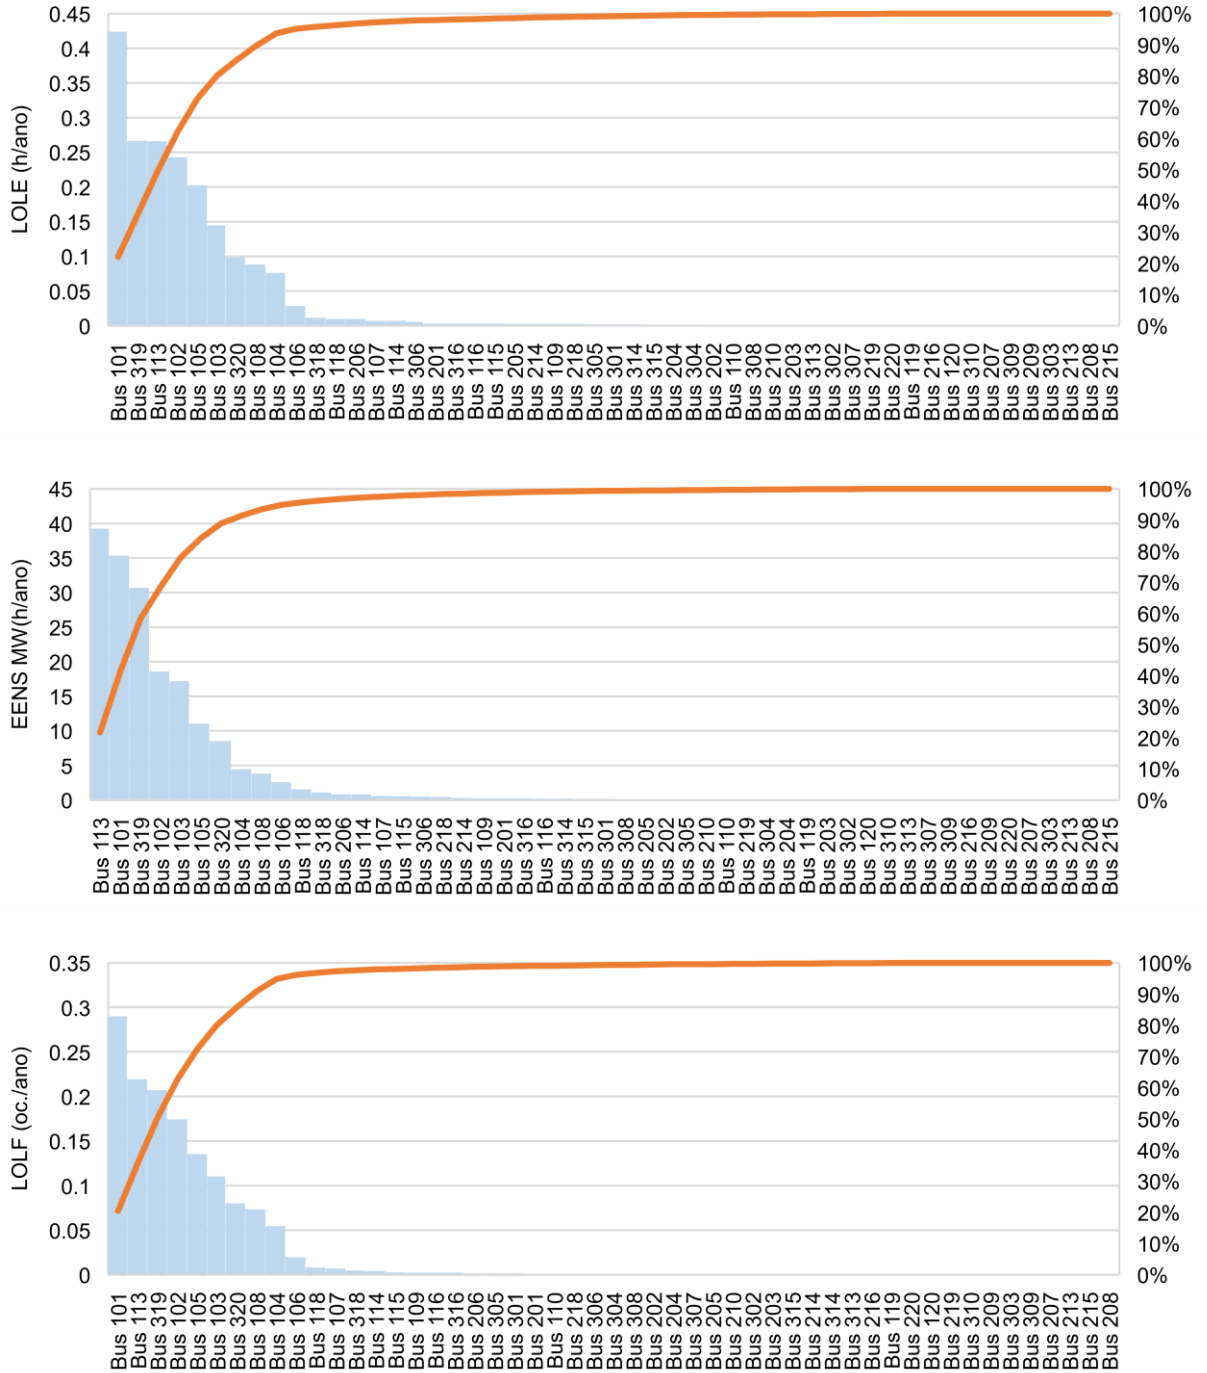 LOLE (h/ano)
0.45
0.4
0.35
0.3
0.25
0.2
0.15
0.1
0.05
0
100%
90%
80%
70%
60%
50%
40%
30%
20%
10%
0%
Bus 101
Bus 319
Bus 113
Bus 102
Bus 105
Bus 103
Bus 320
Bus 108
Bus 104
Bus 106
Bus 318
Bus 118
Bus 206
Bus 107
Bus 114
Bus 306
Bus 201
Bus 316
Bus 116
Bus 115
Bus 205
Bus 214
Bus 109
Bus 218
Bus 305
Bus 301
Bus 314
Bus 315
Bus 204
Bus 304
Bus 202
Bus 110
Bus 308
Bus 210
Bus 203
Bus 313
Bus 302
Bus 307
Bus 219
Bus 220
Bus 119
Bus 216
Bus 120
Bus 310
Bus 207
Bus 309
Bus 209
Bus 303
Bus 213
Bus 208
Bus 215
EENS MW(h/ano)
45
40
35
30
25
20
15
10
5
0
100%
90%
80%
70%
60%
50%
40%
30%
20%
10%
0%
Bus 113
Bus 101
Bus 319
Bus 102
Bus 103
Bus 105
Bus 320
Bus 104
Bus 108
Bus 106
Bus 118
Bus 318
Bus 206
Bus 114
Bus 107
Bus 115
Bus 306
Bus 218
Bus 214
Bus 109
Bus 201
Bus 316
Bus 116
Bus 314
Bus 315
Bus 301
Bus 308
Bus 205
Bus 202
Bus 305
Bus 210
Bus 110
Bus 219
Bus 304
Bus 204
Bus 119
Bus 203
Bus 302
Bus 120
Bus 310
Bus 313
Bus 307
Bus 309
Bus 216
Bus 209
Bus 220
Bus 207
Bus 303
Bus 213
Bus 208
Bus 215
LOLF (oc./ano)
0.35
0.3
0.25
0.2
0.15
0.1
0.05
0
100%
90%
80%
70%
60%
50%
40%
30%
20%
10%
0%
Bus 101
Bus 113
Bus 319
Bus 102
Bus 105
Bus 103
Bus 320
Bus 108
Bus 104
Bus 106
Bus 118
Bus 107
Bus 318
Bus 114
Bus 115
Bus 109
Bus 116
Bus 316
Bus 206
Bus 305
Bus 301
Bus 201
Bus 110
Bus 218
Bus 306
Bus 304
Bus 308
Bus 202
Bus 204
Bus 307
Bus 205
Bus 210
Bus 302
Bus 203
Bus 315
Bus 214
Bus 314
Bus 313
Bus 216
Bus 119
Bus 220
Bus 120
Bus 219
Bus 310
Bus 209
Bus 303
Bus 309
Bus 207
Bus 213
Bus 215
Bus 208